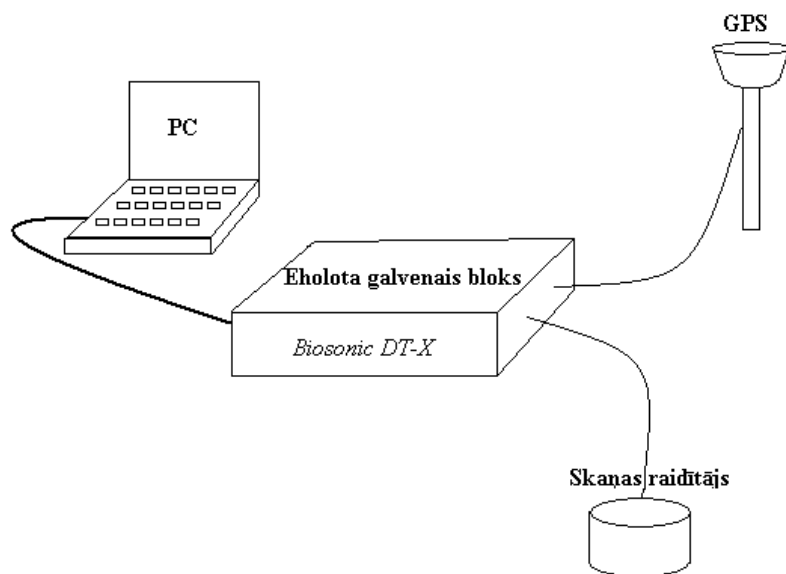 GPS
PC
Eholota galvenais bloks
Biosonic DT-X
Skaņas raidītājs